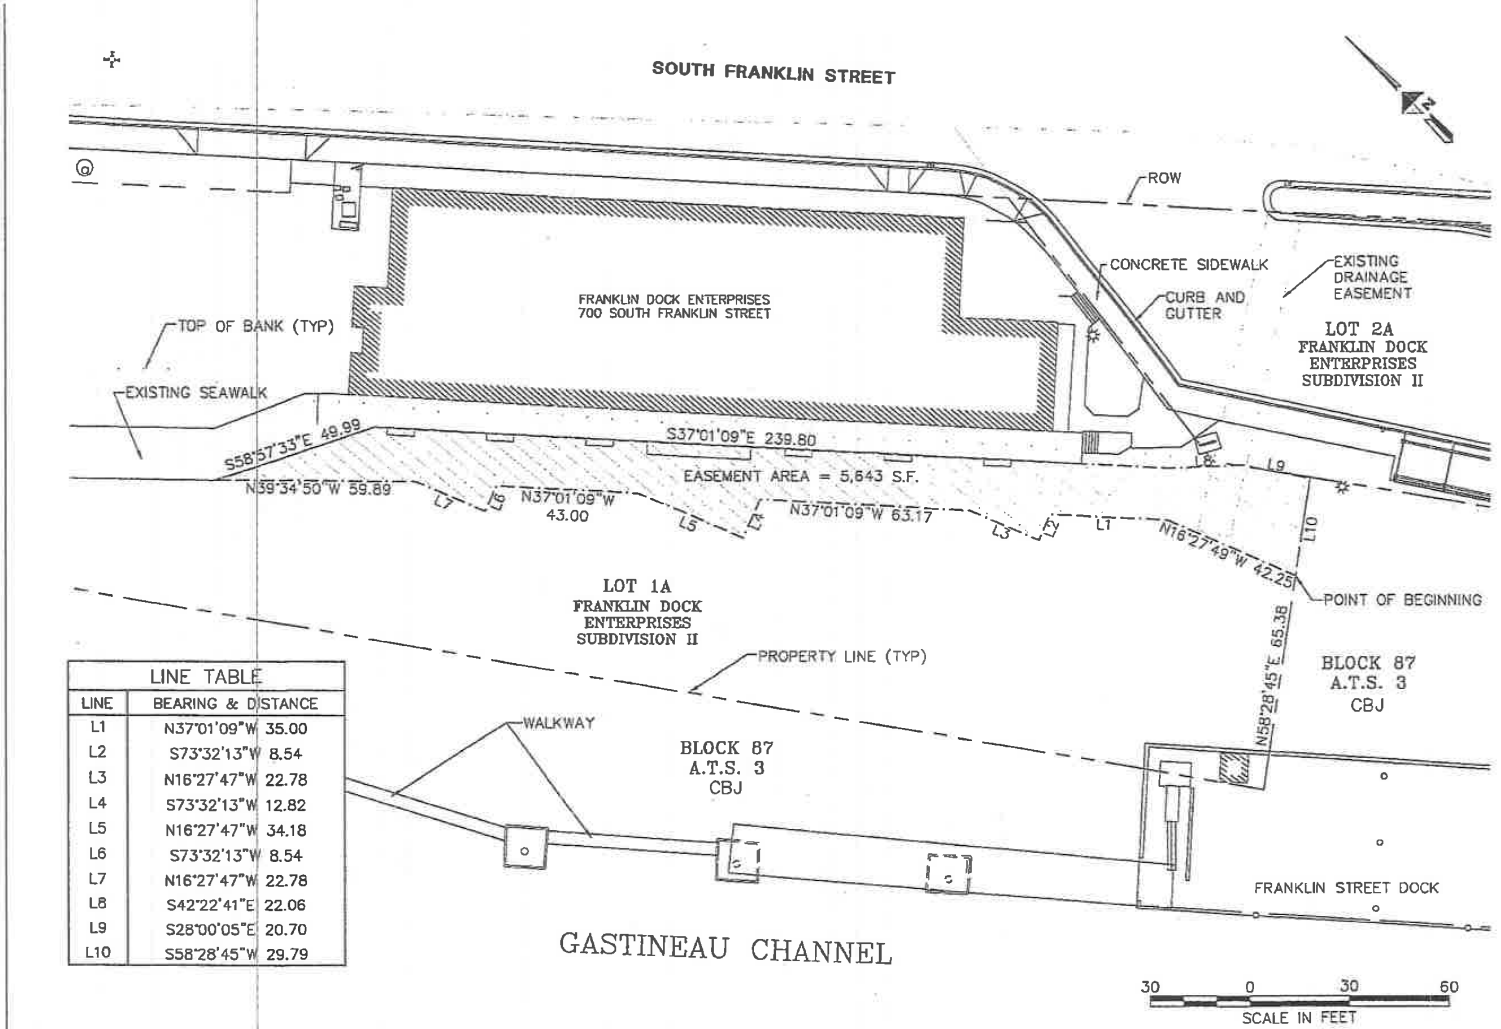 SOUTH FRANKLIN STREET
N
ROW
CONCRETE SIDEWALK
CURB AND
GUTTER
EXISTING
DRAINAGE
EASEMENT
LOT 2A
FRANKLIN DOCK
ENTERPRISES
SUBDIVISION II
FRANKLIN DOCK ENTERPRISES
700 SOUTH FRANKLIN STREET
TOP OF BANK (TYP)
EXISTING SEAWALK
S58°57'33"E 49.99
S37°01'09"E 239.80
EASEMENT AREA = 5,643 S.F.
N39°34'50"W 59.89
L7
L6
N37°01'09"W
43.00
L5
L4
N37°01'09"W 63.17
L3
L2
L1
N16°27'49"W 42.25
L8
L9
L10
POINT OF BEGINNING
N58°28'45"E 65.38
LOT 1A
FRANKLIN DOCK
ENTERPRISES
SUBDIVISION II
PROPERTY LINE (TYP)
BLOCK 87
A.T.S. 3
CBJ
WALKWAY
BLOCK 87
A.T.S. 3
CBJ
LINE TABLE
LINE BEARING & DISTANCE
L1 N37°01'09"W 35.00
L2 S73°32'13"W 8.54
L3 N16°27'47"W 22.78
L4 S73°32'13"W 12.82
L5 N16°27'47"W 34.18
L6 S73°32'13"W 8.54
L7 N16°27'47"W 22.78
L8 S42°22'41"E 22.06
L9 S28°00'05"E 20.70
L10 S58°28'45"W 29.79
FRANKLIN STREET DOCK
GASTINEAU CHANNEL
30 0 30 60
SCALE IN FEET